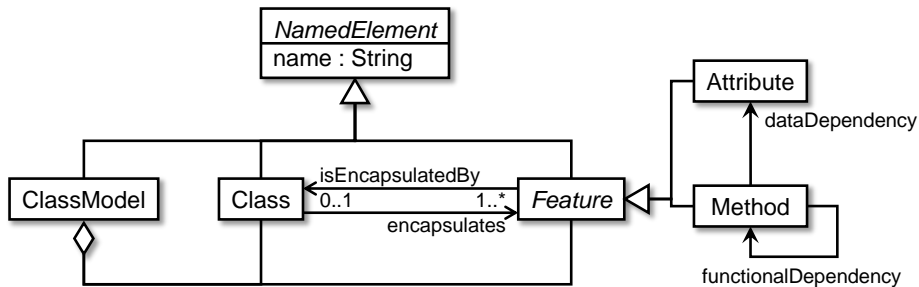 NamedElement
name : String
Attribute
dataDependency
isEncapsulatedBy
ClassModel
Class
0..1
1..*
Feature
Method
encapsulates
functionalDependency